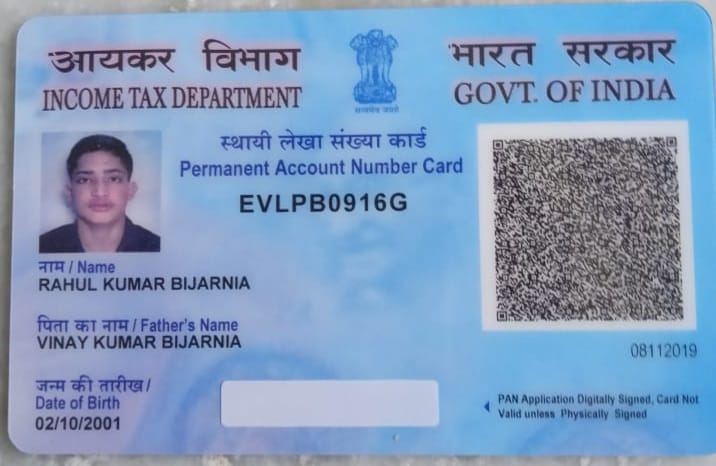 आयकर विभाग
INCOME TAX DEPARTMENT
सत्यमेव जयते
भारत सरकार
GOVT. OF INDIA
स्थायी लेखा संख्या कार्ड
Permanent Account Number Card
EVLPB0916G
नाम / Name
RAHUL KUMAR BIJARNIA
पिता का नाम / Father's Name
VINAY KUMAR BIJARNIA
जन्म की तारीख /
Date of Birth
02/10/2001
08112019
PAN Application Digitally Signed, Card Not
Valid unless Physically Signed